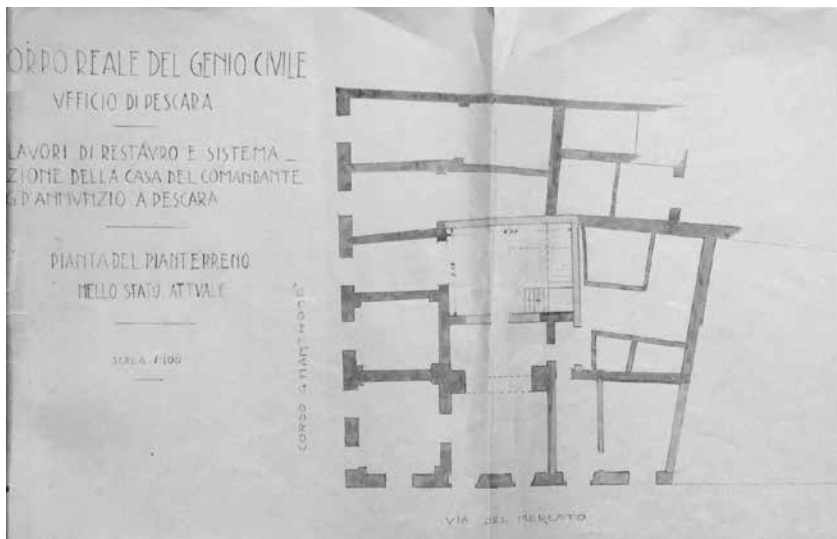 ORPO REALE DEL GENIO CIVILE
VFFICIO DI PESCARA
LAVORI DI RESTAVRO E SISTEMA_
ZIONE DELLA CASA DEL COMANDANTE
G. D'ANNVNZIO A PESCARA
PIANTA DEL PIANTERRENO
NELLO STATO ATTVALE
SCALA 1:100
CORSO G. MANTHONÈ
VIA DEL MERCATO